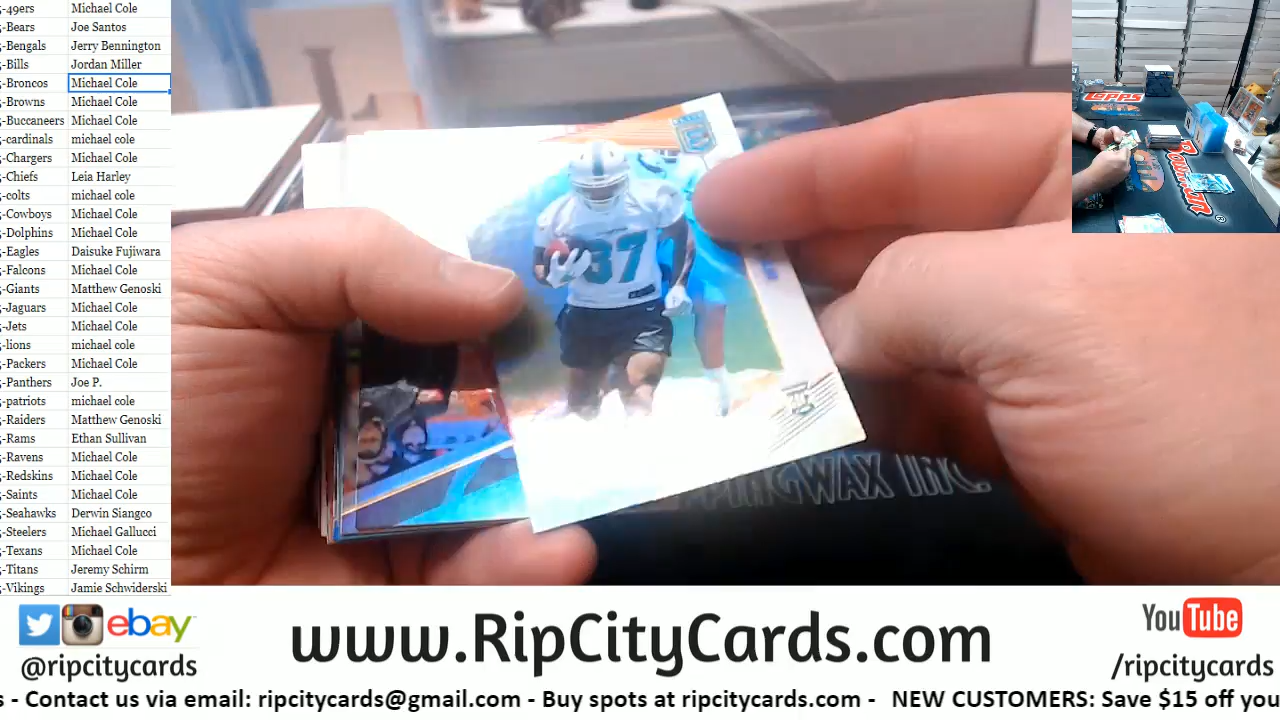 ;-49ers Michael Cole
;-Bears Joe Santos
;-Bengals Jerry Bennington
;-Bills Jordan Miller
;-Broncos Michael Cole
;-Browns Michael Cole
;-Buccaneers Michael Cole
;-cardinals michael cole
;-Chargers Michael Cole
;-Chiefs Leia Harley
;-colts michael cole
;-Cowboys Michael Cole
;-Dolphins Michael Cole
;-Eagles Daisuke Fujiwara
;-Falcons Michael Cole
;-Giants Matthew Genoski
;-Jaguars Michael Cole
;-Jets Michael Cole
;-lions michael cole
;-Packers Michael Cole
;-Panthers Joe P.
;-patriots michael cole
;-Raiders Matthew Genoski
;-Rams Ethan Sullivan
;-Ravens Michael Cole
;-Redskins Michael Cole
;-Saints Michael Cole
;-Seahawks Derwin Siangco
;-Steelers Michael Gallucci
;-Texans Michael Cole
;-Titans Jeremy Schirm
;-Vikings Jamie Schwiderski
37
WAX INC.
TOPPS
BOWMAN
ebay
@ripcitycards
www.RipCityCards.com
YouTube
/ripcitycards
s - Contact us via email: ripcitycards@gmail.com - Buy spots at ripcitycards.com - NEW CUSTOMERS: Save $15 off you